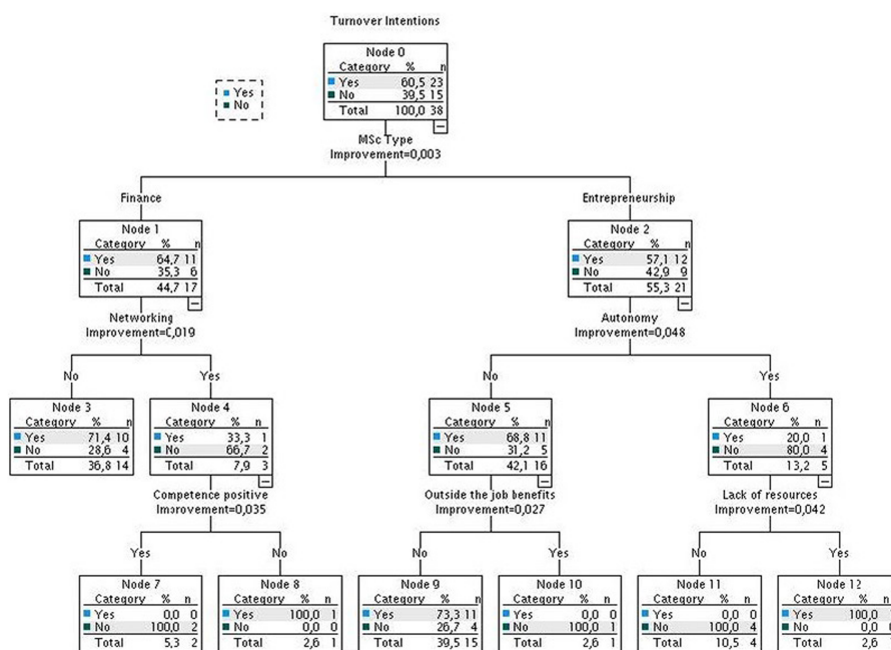 Turnover Intentions
Node 0
Category % n
Yes 60,5 23
No 39,5 15
Total 100,0 38
Yes
No
MSc Type
Improvement=0,003
Finance
Entrepreneurship
Node 1
Category % n
Yes 64,7 11
No 35,3 6
Total 44,7 17
Node 2
Category % n
Yes 57,1 12
No 42,9 9
Total 55,3 21
Networking
Improvement=0,019
Autonomy
Improvement=0,048
No
Yes
No
Yes
Node 3
Category % n
Yes 71,4 10
No 28,6 4
Total 36,8 14
Node 4
Category % n
Yes 33,3 1
No 66,7 2
Total 7,9 3
Node 5
Category % n
Yes 68,8 11
No 31,2 5
Total 42,1 16
Node 6
Category % n
Yes 20,0 1
No 80,0 4
Total 13,2 5
Competence positive
Improvement=0,035
Outside the job benefits
Improvement=0,027
Lack of resources
Improvement=0,042
Yes
No
No
Yes
No
Yes
Node 7
Category % n
Yes 0,0 0
No 100,0 2
Total 5,3 2
Node 8
Category % n
Yes 100,0 1
No 0,0 0
Total 2,6 1
Node 9
Category % n
Yes 73,3 11
No 26,7 4
Total 39,5 15
Node 10
Category % n
Yes 0,0 0
No 100,0 1
Total 2,6 1
Node 11
Category % n
Yes 0,0 0
No 100,0 4
Total 10,5 4
Node 12
Category %
Yes 100,0
No 0,0
Total 2,6